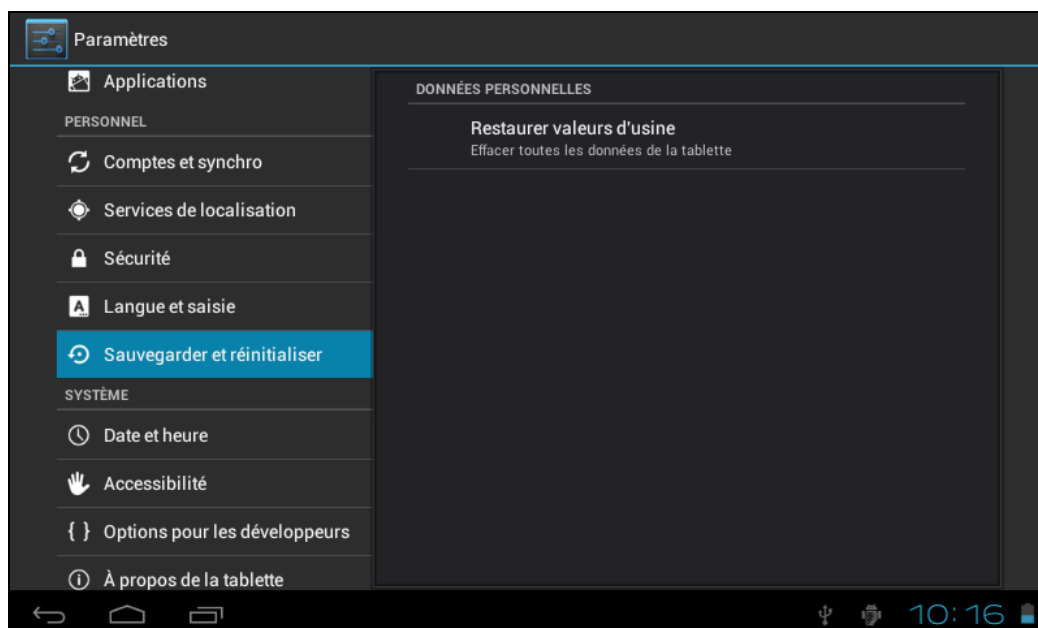 Paramètres
Applications
PERSONNEL
Comptes et synchro
Services de localisation
Sécurité
Langue et saisie
Sauvegarder et réinitialiser
SYSTÈME
Date et heure
Accessibilité
{ } Options pour les développeurs
À propos de la tablette
DONNÉES PERSONNELLES
Restaurer valeurs d'usine
Effacer toutes les données de la tablette
10:16